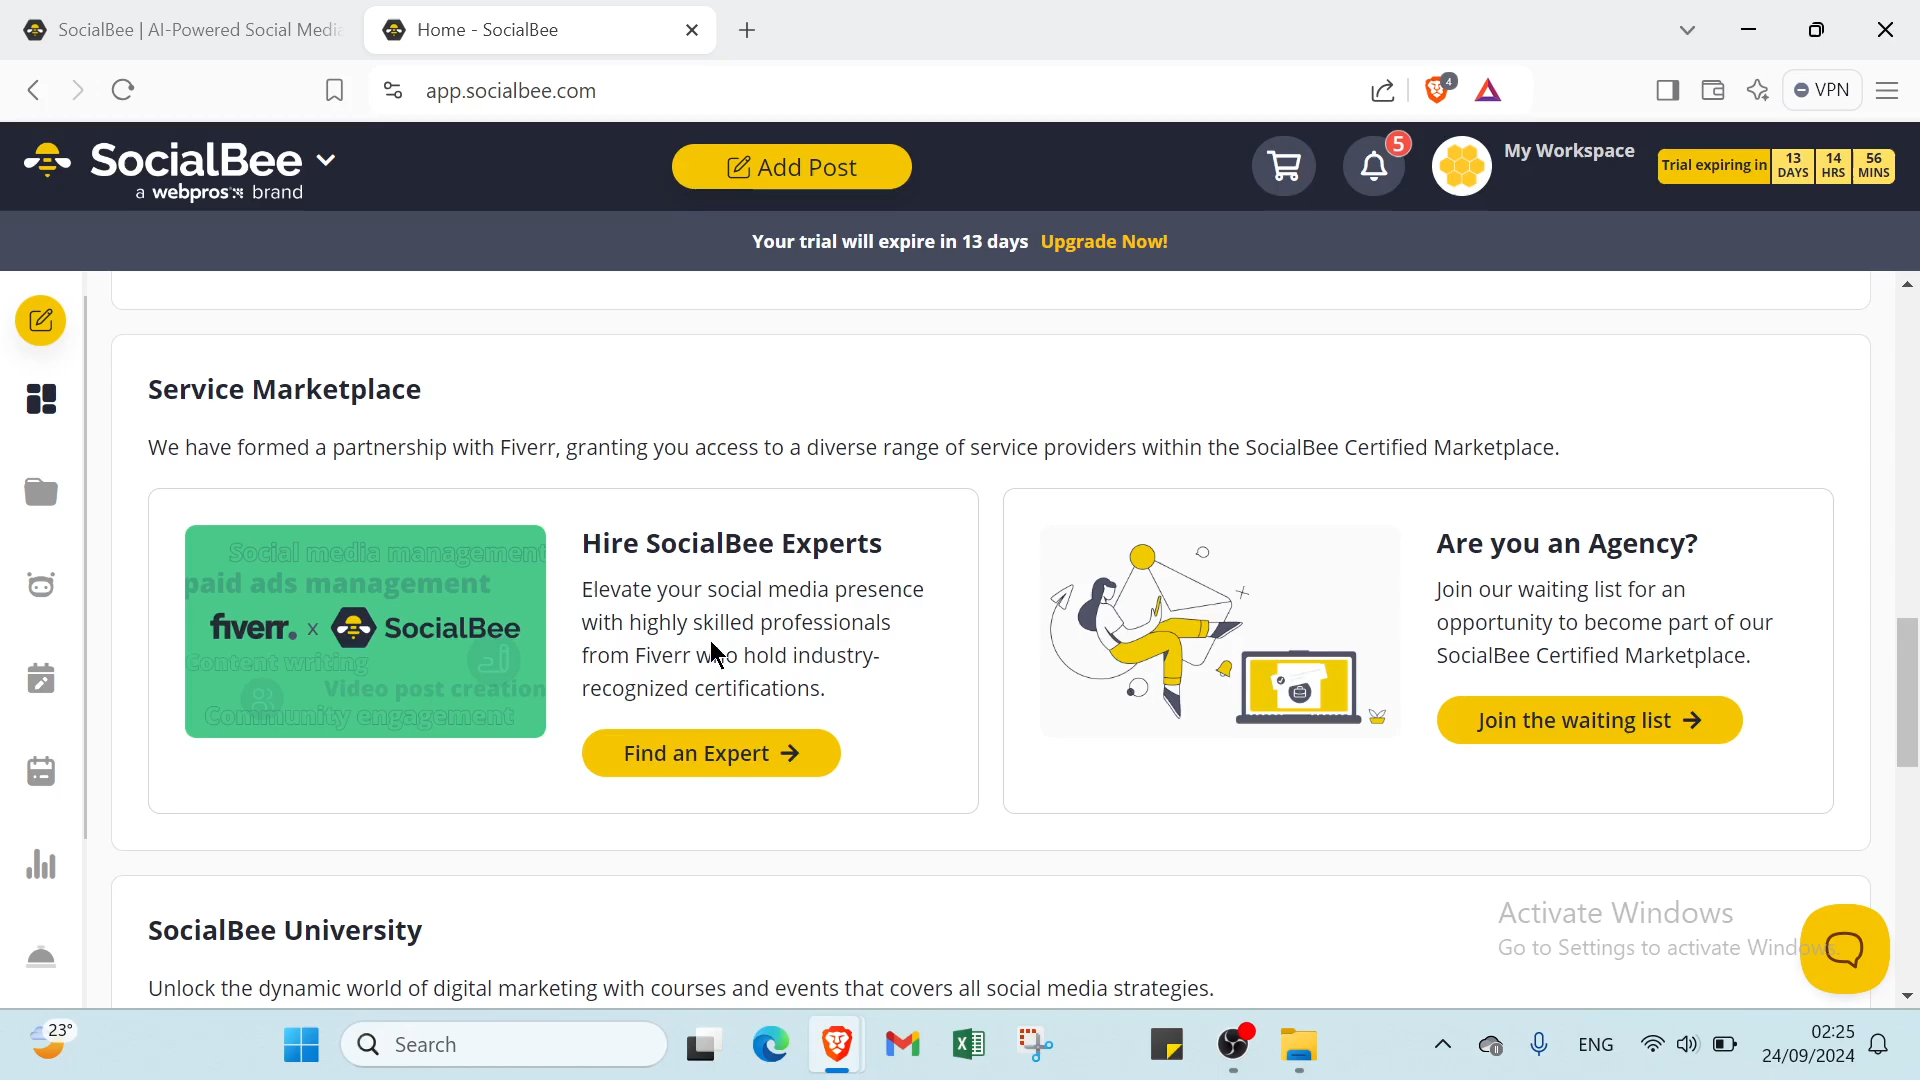 SocialBee | AI-Powered Social Media
Home - SocialBee
app.socialbee.com
4
VPN
SocialBee
a webpros brand
Add Post
5
My Workspace
Trial expiring in
13 DAYS
14 HRS
56 MINS
Your trial will expire in 13 days Upgrade Now!
Service Marketplace
We have formed a partnership with Fiverr, granting you access to a diverse range of service providers within the SocialBee Certified Marketplace.
Social media management
paid ads management
fiverr. x SocialBee
Content writing
Video post creation
Community engagement
Hire SocialBee Experts
Elevate your social media presence
with highly skilled professionals
from Fiverr who hold industry-
recognized certifications.
Find an Expert →
Are you an Agency?
Join our waiting list for an
opportunity to become part of our
SocialBee Certified Marketplace.
Join the waiting list →
SocialBee University
Unlock the dynamic world of digital marketing with courses and events that covers all social media strategies.
Activate Windows
Go to Settings to activate Windows.
23°
Search
ENG
02:25
24/09/2024